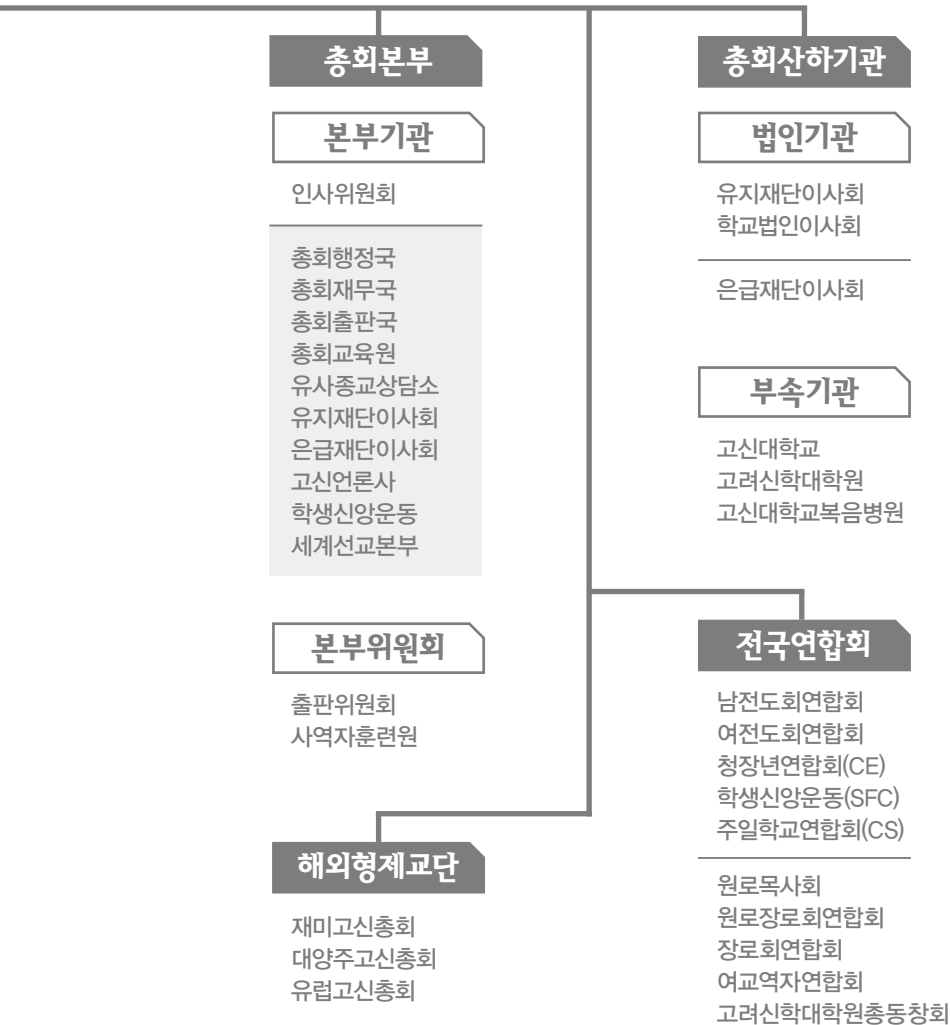 총회본부
본부기관
인사위원회
총회행정국
총회재무국
총회출판국
총회교육원
유사종교상담소
유지재단이사회
은급재단이사회
고신언론사
학생신앙운동
세계선교본부
본부위원회
출판위원회
사역자훈련원
해외형제교단
재미고신총회
대양주고신총회
유럽고신총회
총회산하기관
법인기관
유지재단이사회
학교법인이사회
은급재단이사회
부속기관
고신대학교
고려신학대학원
고신대학교복음병원
전국연합회
남전도회연합회
여전도회연합회
청장년연합회(CE)
학생신앙운동(SFC)
주일학교연합회(CS)
원로목사회
원로장로회연합회
장로회연합회
여교역자연합회
고려신학대학원총동창회